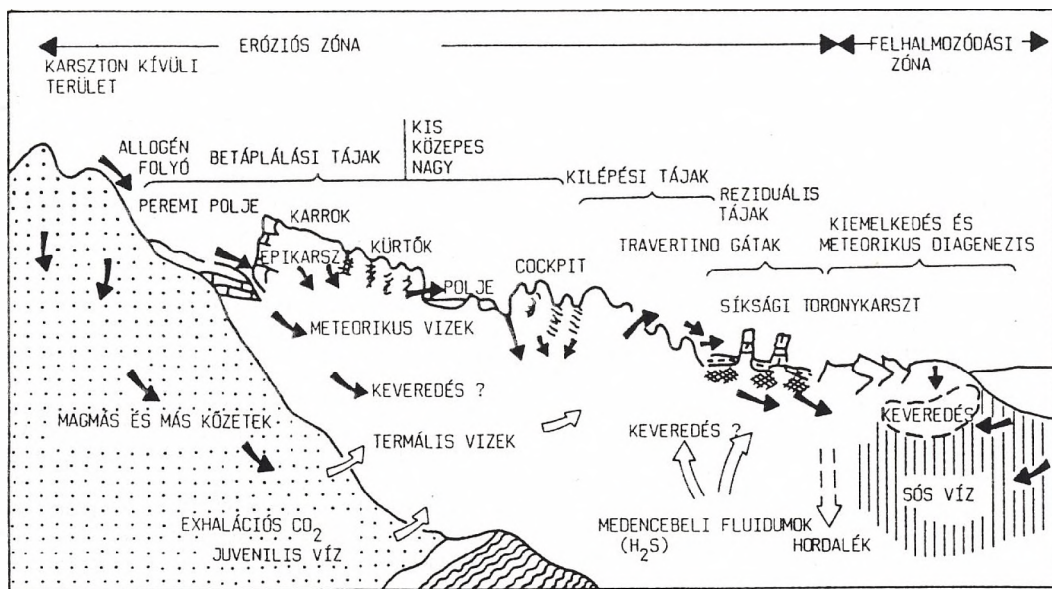 ERÓZIÓS ZÓNA
FELHALMOZÓDÁSI
ZÓNA
KARSZTON KÍVÜLI
TERÜLET
ALLOGÉN
FOLYÓ
BETÁPLÁLÁSI TÁJAK
KIS
KÖZEPES
NAGY
KILÉPÉSI TÁJAK
REZIDUÁLIS
TÁJAK
PEREMI POLJE
KARROK
EPIKARSZT
KÜRTŐK
POLJE
COCKPIT
TRAVERTINO GÁTAK
KIEMELKEDÉS ÉS
METEORIKUS DIAGENEZIS
SÍKSÁGI TORONYKARSZT
METEORIKUS VIZEK
KEVEREDÉS ?
MAGMÁS ÉS MÁS KŐZETEK
TERMÁLIS VIZEK
KEVEREDÉS ?
KEVEREDÉS
SÓS VÍZ
EXHALÁCIÓS CO₂
JUVENILIS VÍZ
MEDENCEBELI FLUIDUMOK
(H₂S)
HORDALÉK